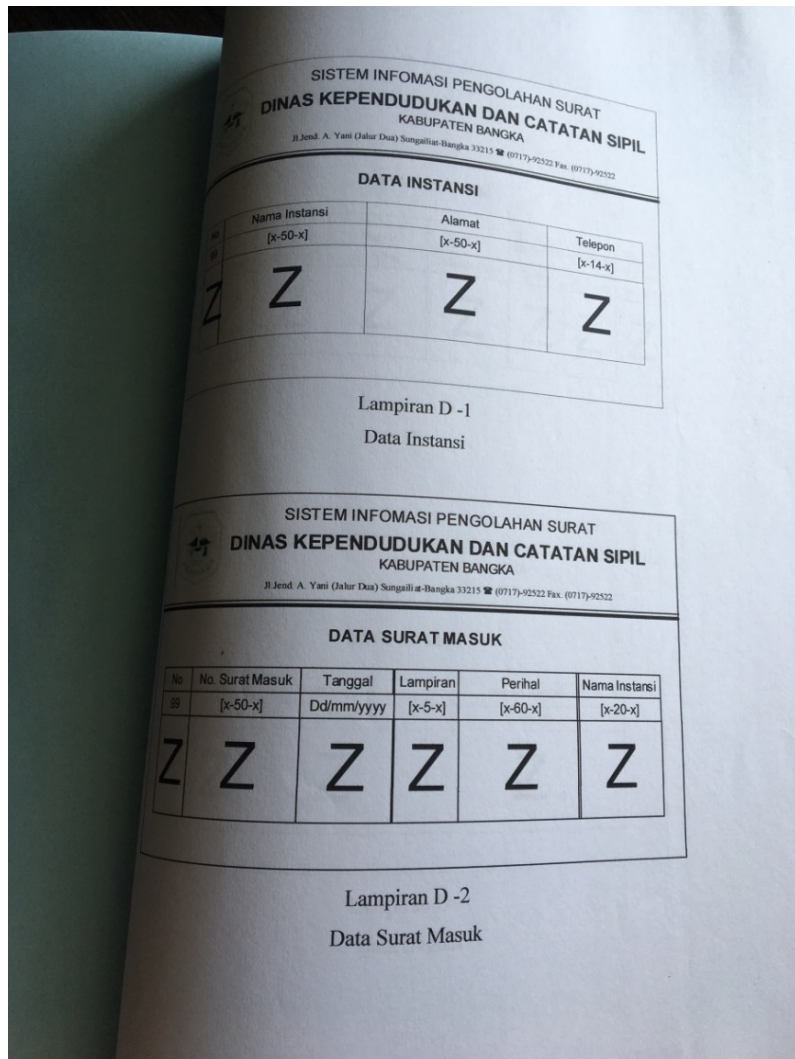 SISTEM INFOMASI PENGOLAHAN SURAT
DINAS KEPENDUDUKAN DAN CATATAN SIPIL
KABUPATEN BANGKA
Jl.Jend. A. Yani (Jalur Dua) Sungailiat-Bangka 33215 ☎ (0717)-92522 Fax. (0717)-92522
DATA INSTANSI
No Nama Instansi Alamat Telepon
99 [x-50-x] [x-50-x] [x-14-x]
Z Z Z Z
Lampiran D -1
Data Instansi
SISTEM INFOMASI PENGOLAHAN SURAT
DINAS KEPENDUDUKAN DAN CATATAN SIPIL
KABUPATEN BANGKA
Jl.Jend. A. Yani (Jalur Dua) Sungailiat-Bangka 33215 ☎ (0717)-92522 Fax. (0717)-92522
DATA SURAT MASUK
No No. Surat Masuk Tanggal Lampiran Perihal Nama Instansi
99 [x-50-x] Dd/mm/yyyy [x-5-x] [x-60-x] [x-20-x]
Z Z Z Z Z Z
Lampiran D -2
Data Surat Masuk